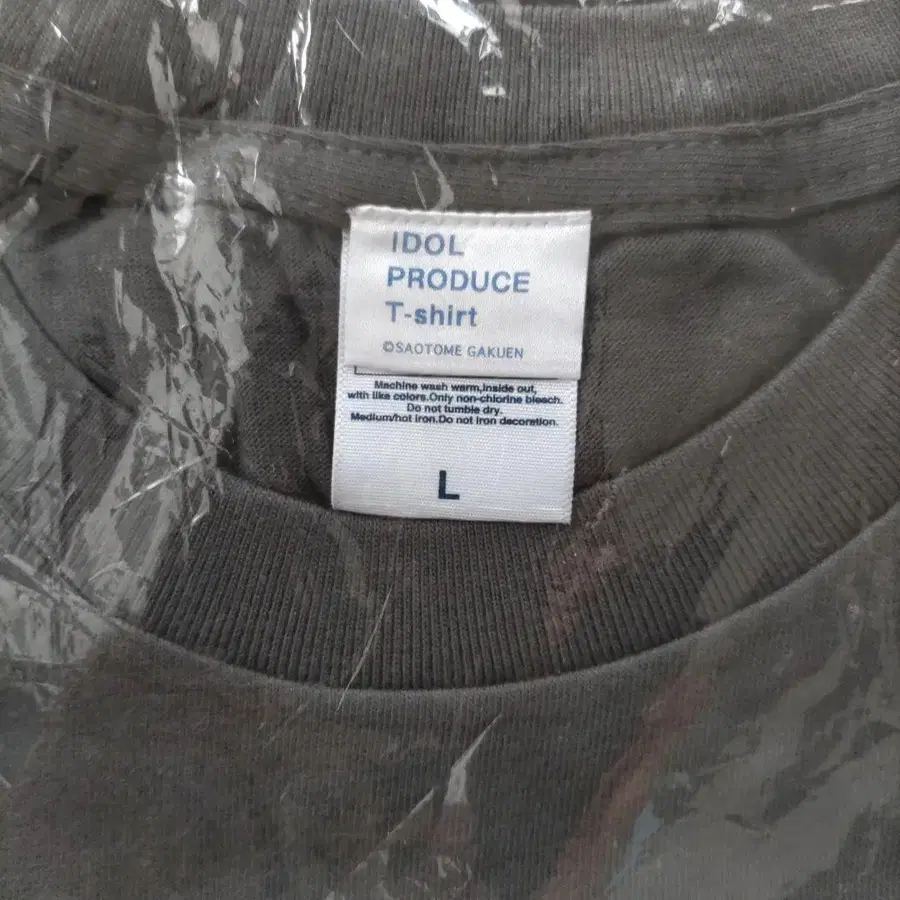 IDOL
PRODUCE
T-shirt
©SAOTOME GAKUEN
Machine wash warm,inside out,
with like colors.Only non-chlorine bleach.
Do not tumble dry.
Medium/hot iron.Do not iron decoration.
L